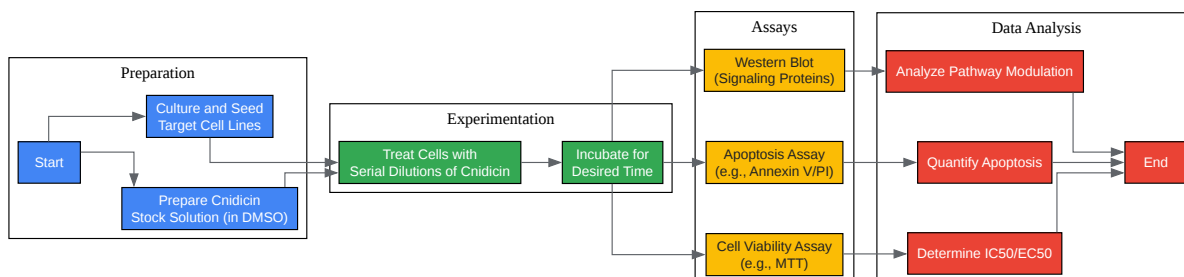 Preparation
Start
Culture and Seed
Target Cell Lines
Prepare Cnidicin
Stock Solution (in DMSO)
Experimentation
Treat Cells with
Serial Dilutions of Cnidicin
Incubate for
Desired Time
Assays
Western Blot
(Signaling Proteins)
Apoptosis Assay
(e.g., Annexin V/PI)
Cell Viability Assay
(e.g., MTT)
Data Analysis
Analyze Pathway Modulation
Quantify Apoptosis
Determine IC50/EC50
End